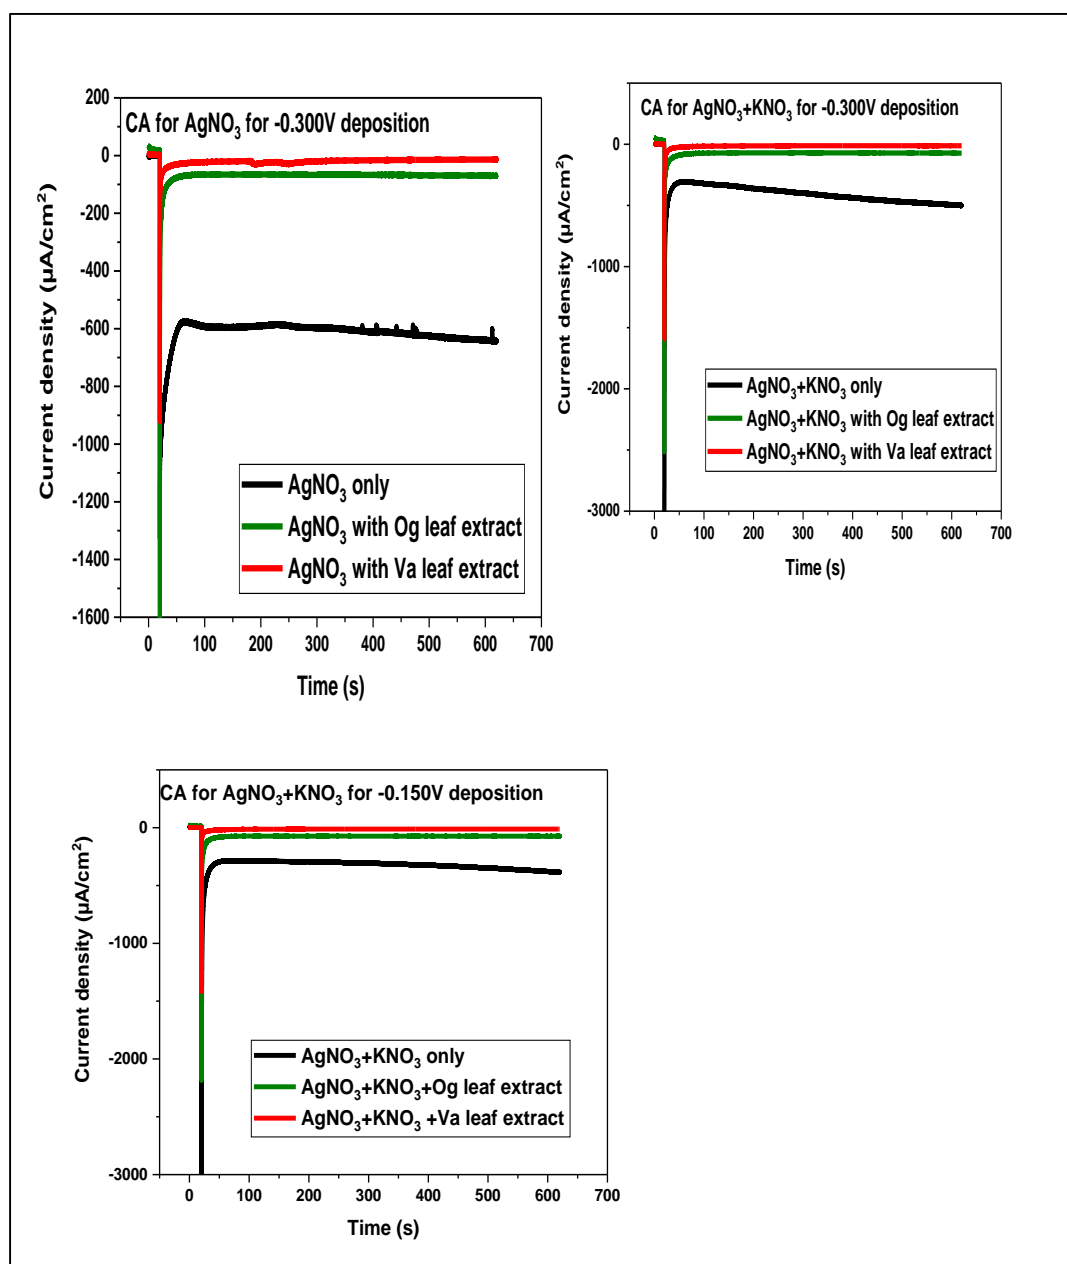 CA for AgNO₃ for -0.300V deposition
200
0
-200
-400
-600
-800
-1000
-1200
-1400
-1600
Current density (µA/cm²)
AgNO₃ only
AgNO₃ with Og leaf extract
AgNO₃ with Va leaf extract
0 100 200 300 400 500 600 700
Time (s)
CA for AgNO₃+KNO₃ for -0.300V deposition
0
-1000
-2000
-3000
Current density (µA/cm²)
AgNO₃+KNO₃ only
AgNO₃+KNO₃ with Og leaf extract
AgNO₃+KNO₃ with Va leaf extract
0 100 200 300 400 500 600 700
Time (s)
CA for AgNO₃+KNO₃ for -0.150V deposition
0
-1000
-2000
-3000
Current density (µA/cm²)
AgNO₃+KNO₃ only
AgNO₃+KNO₃+Og leaf extract
AgNO₃+KNO₃ +Va leaf extract
0 100 200 300 400 500 600 700
Time (s)